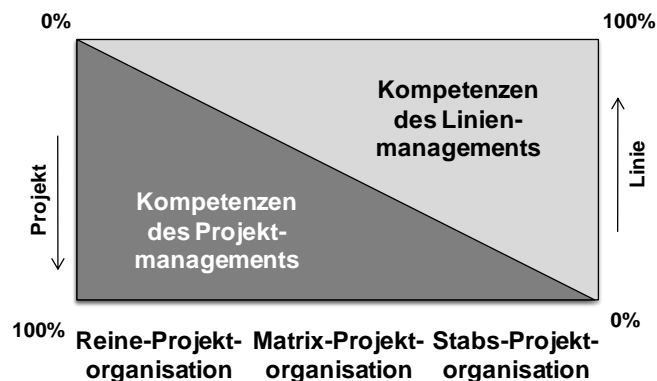 0%
100%
Kompetenzen
des Linien-
managements
Projekt
Linie
Kompetenzen
des Projekt-
managements
100%
0%
Reine-Projekt-
organisation
Matrix-Projekt-
organisation
Stabs-Projekt-
organisation